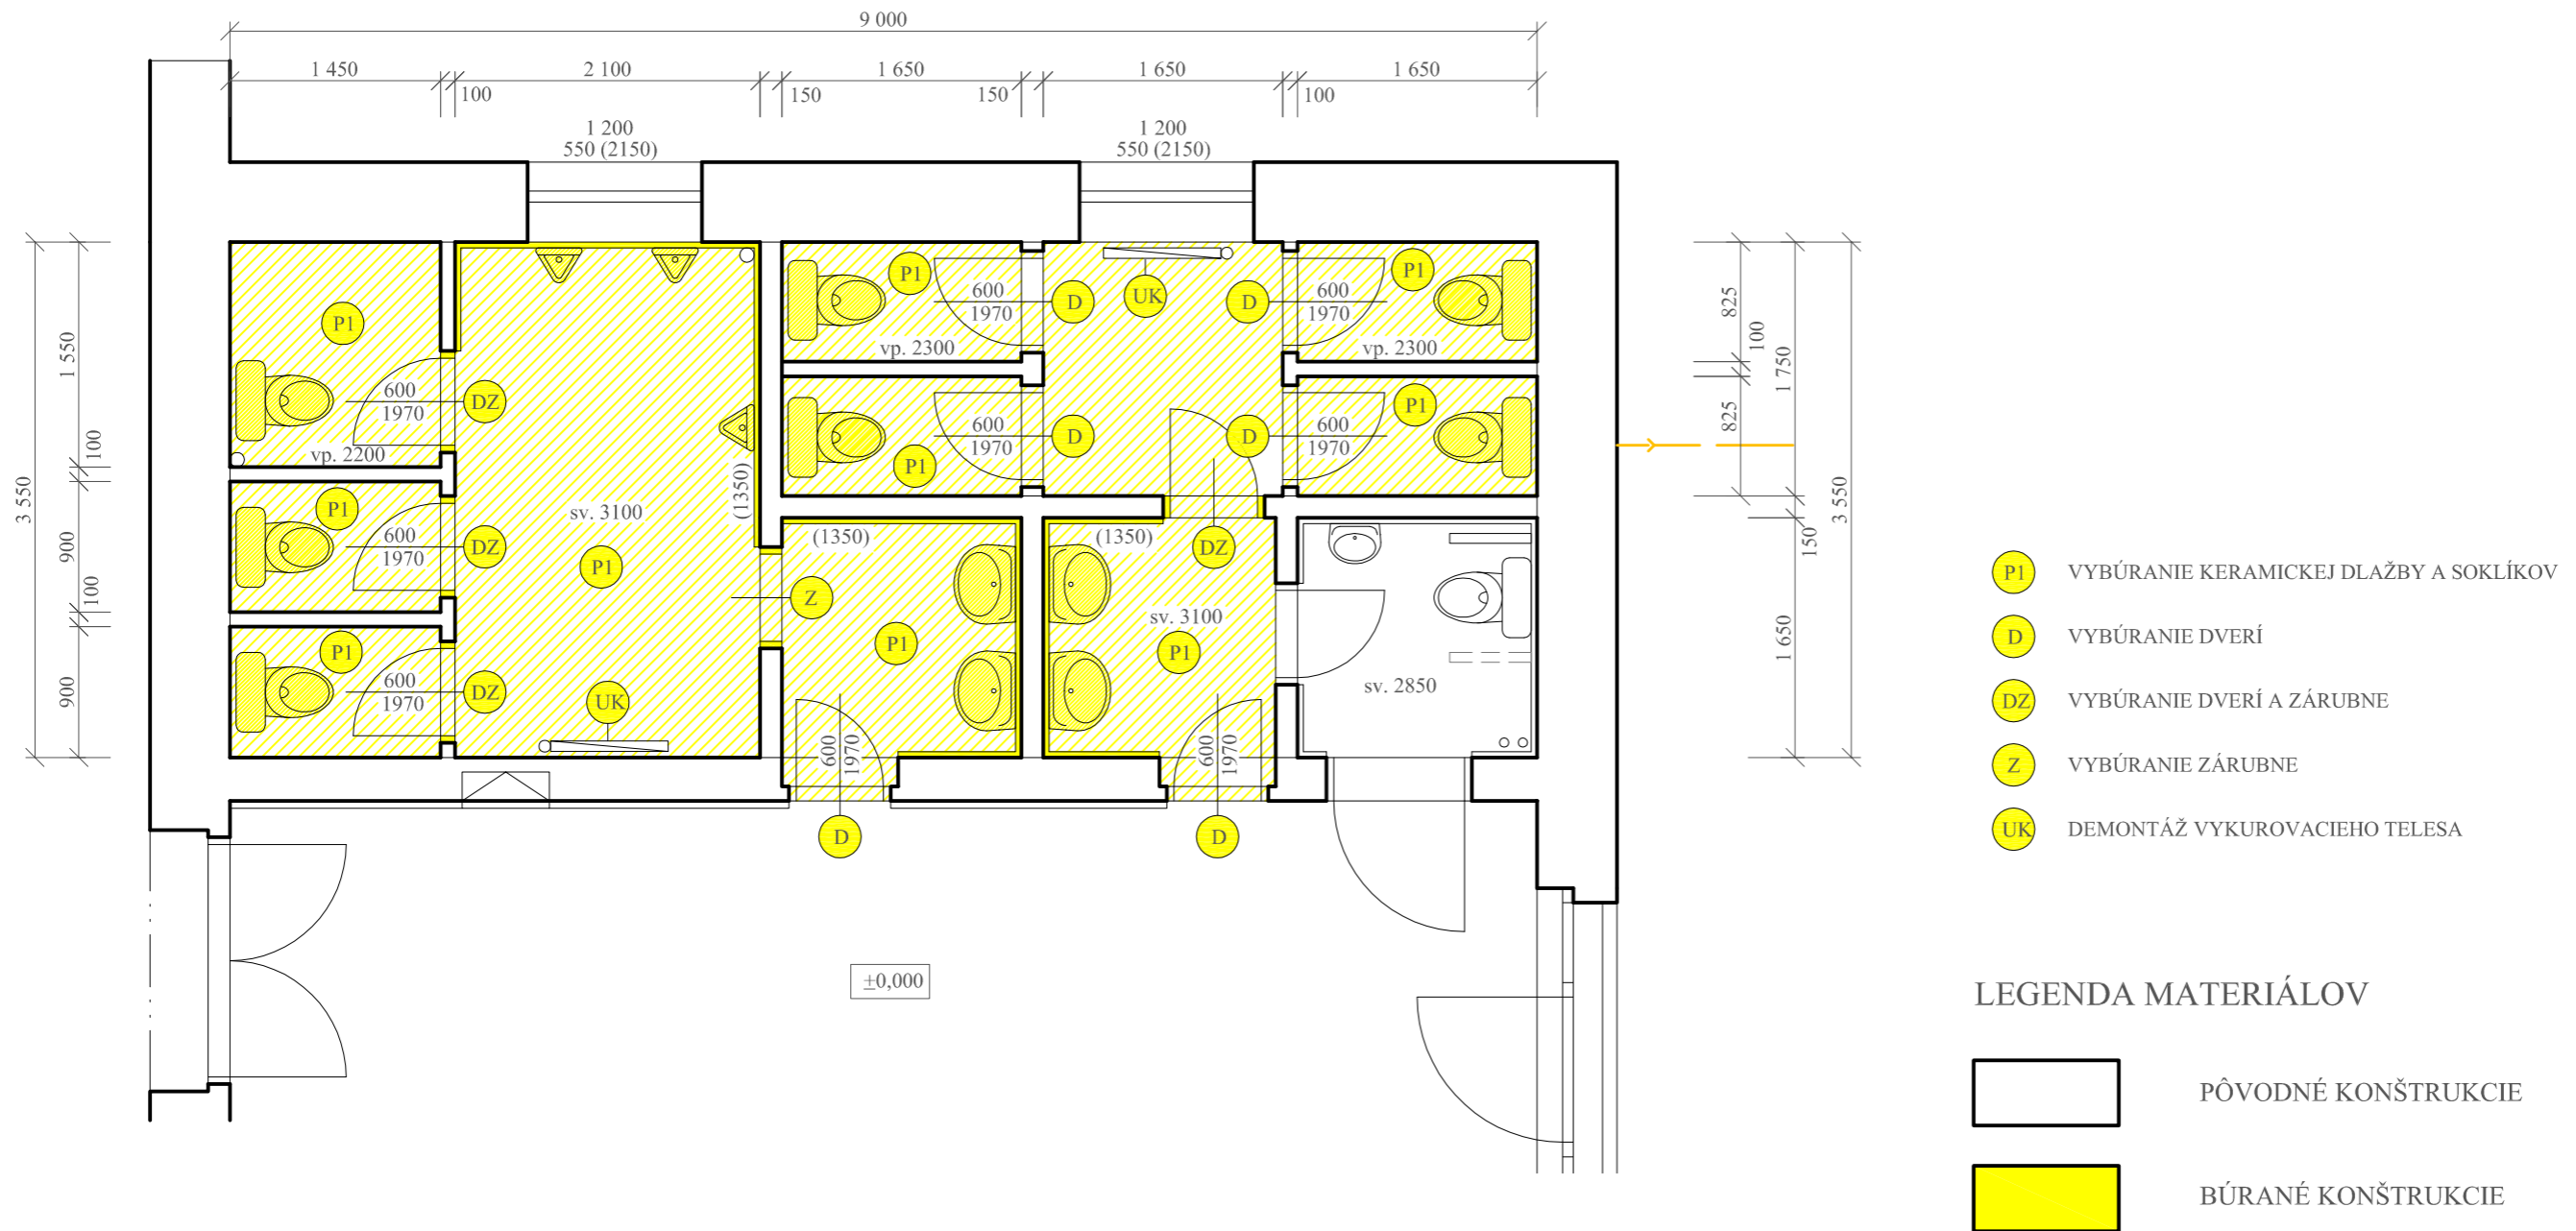 9 000
1 450
2 100
1 650
1 650
1 650
100
150
150
100
1 200
550 (2150)
1 200
550 (2150)
3 550
1 550
100
900
100
900
825
100
825
1 750
150
1 650
3 550
P1
600
1970
DZ
vp. 2200
P1
600
1970
DZ
P1
600
1970
DZ
sv. 3100
P1
(1350)
UK
P1
600
1970
D
vp. 2300
P1
600
1970
D
UK
D
600
1970
P1
vp. 2300
D
600
1970
P1
(1350)
Z
P1
600
1970
D
(1350)
DZ
sv. 3100
P1
600
1970
D
sv. 2850
±0,000
P1 VYBÚRANIE KERAMICKEJ DLAŽBY A SOKLÍKOV
D VYBÚRANIE DVERÍ
DZ VYBÚRANIE DVERÍ A ZÁRUBNE
Z VYBÚRANIE ZÁRUBNE
UK DEMONTÁŽ VYKUROVACIEHO TELESA
LEGENDA MATERIÁLOV
PÔVODNÉ KONŠTRUKCIE
BÚRANÉ KONŠTRUKCIE